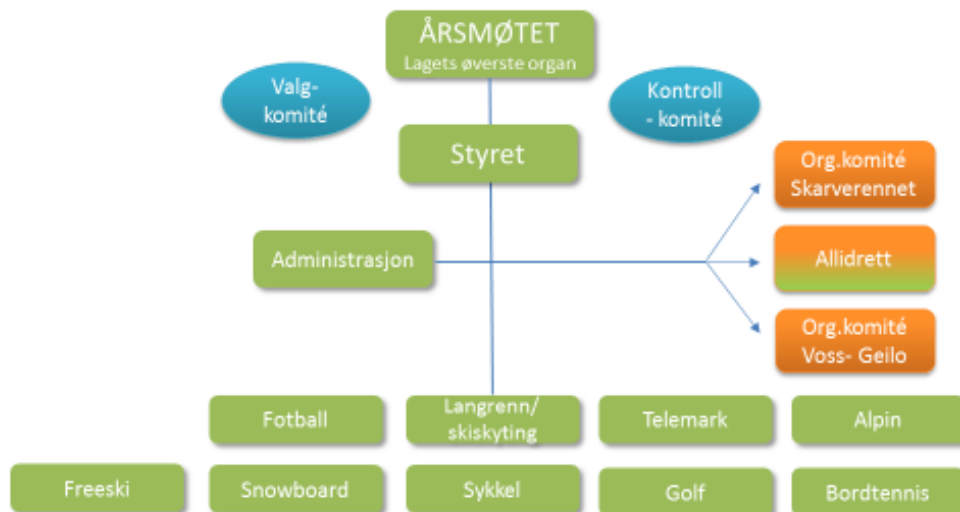 ÅRSMØTET
Lagets øverste organ
Valg-
komité
Kontroll
- komité
Styret
Org.komité
Skarverennet
Administrasjon
Allidrett
Org.komité
Voss- Geilo
Fotball
Langrenn/
skiskyting
Telemark
Alpin
Freeski
Snowboard
Sykkel
Golf
Bordtennis